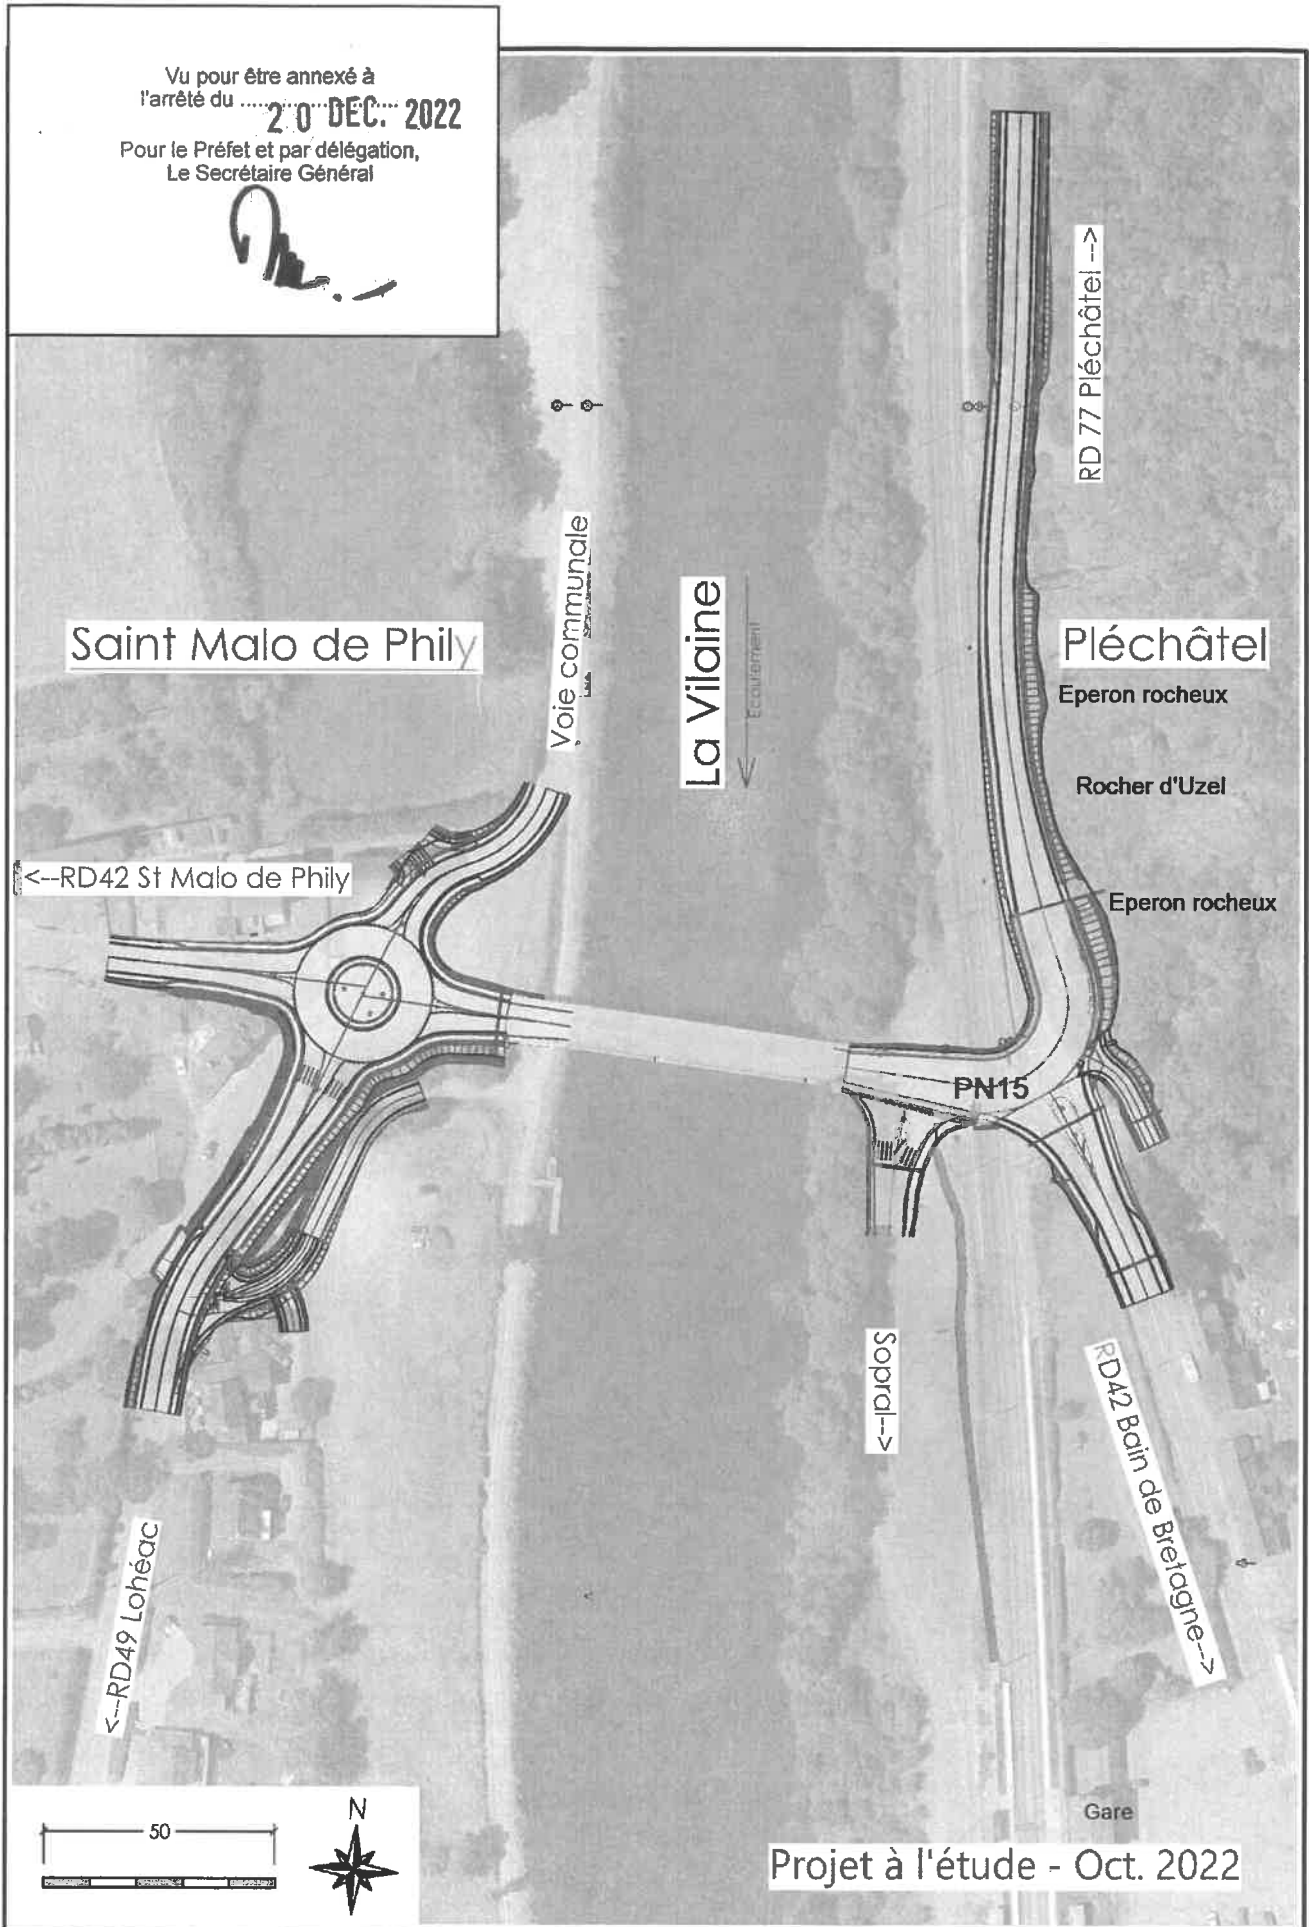 Vu pour être annexé à
l'arrêté du ........................
2 0 DEC. 2022
Pour le Préfet et par délégation,
Le Secrétaire Général
RD 77 Pléchâtel -->
Voie communale
Saint Malo de Phily
La Vilaine
Ecoulement
Pléchâtel
Eperon rocheux
Rocher d'Uzel
<--RD42 St Malo de Phily
Eperon rocheux
PN15
Sopral-->
RD42 Bain de Bretagne--->
<--RD49 Lohéac
50
N
Gare
Projet à l'étude - Oct. 2022